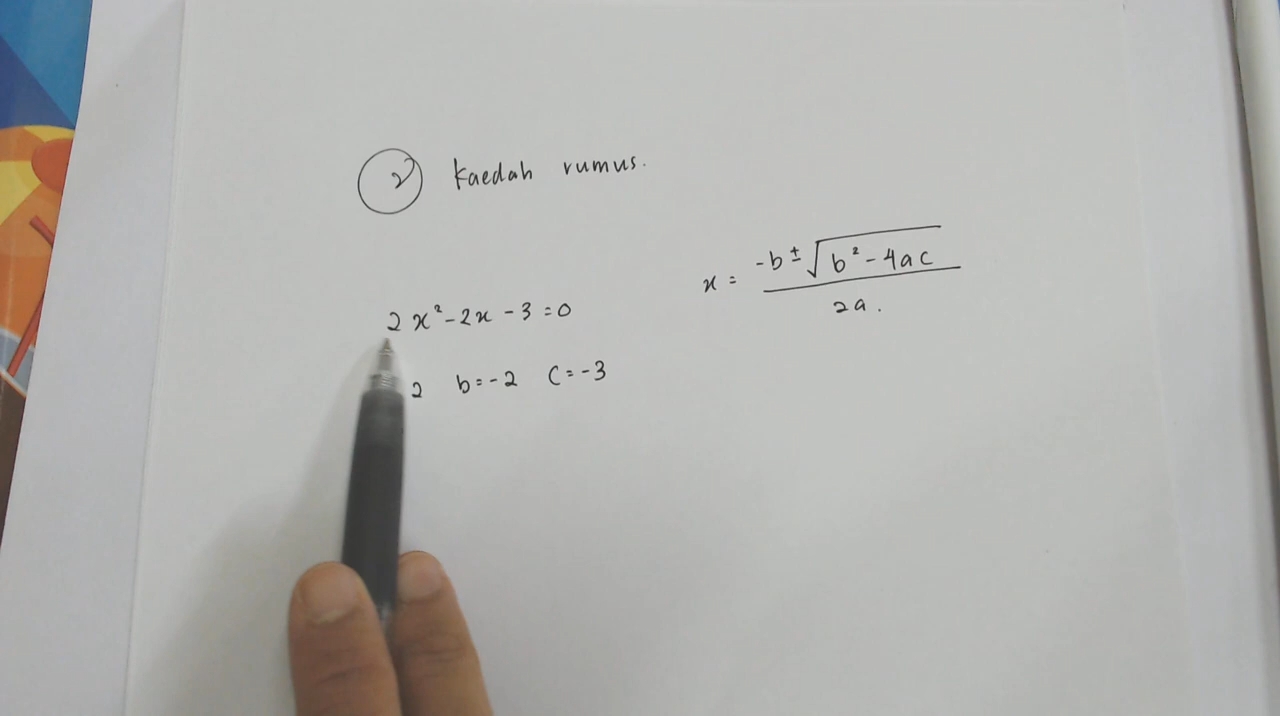 2 Kaedah rumus.
x = -b ± √b² - 4ac / 2a.
2x² - 2x - 3 = 0
2 b = -2 c = -3